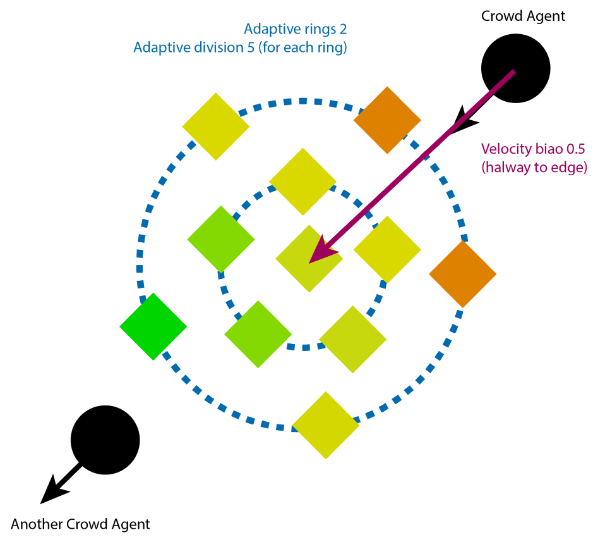 Adaptive rings 2
Adaptive division 5 (for each ring)
Crowd Agent
Velocity biao 0.5
(halway to edge)
Another Crowd Agent